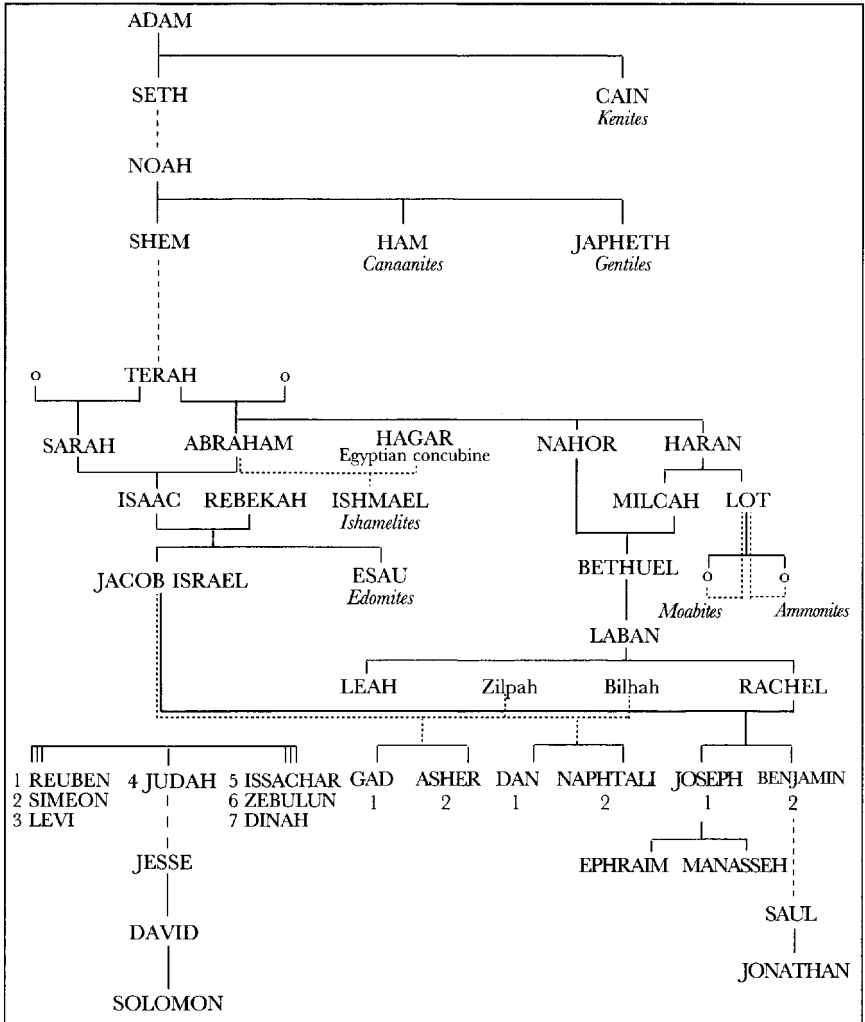 ADAM
SETH CAIN
Kenites
NOAH
SHEM HAM JAPHETH
Canaanites Gentiles
o TERAH o
SARAH ABRAHAM HAGAR NAHOR HARAN
Egyptian concubine
ISAAC REBEKAH ISHMAEL MILCAH LOT
Ishamelites
JACOB ISRAEL ESAU BETHUEL o o
Edomites Moabites Ammonites
LABAN
LEAH Zilpah Bilhah RACHEL
1 REUBEN 4 JUDAH 5 ISSACHAR GAD ASHER DAN NAPHTALI JOSEPH BENJAMIN
2 SIMEON 6 ZEBULUN 1 2 1 2 1 2
3 LEVI 7 DINAH
JESSE EPHRAIM MANASSEH
SAUL
DAVID
JONATHAN
SOLOMON